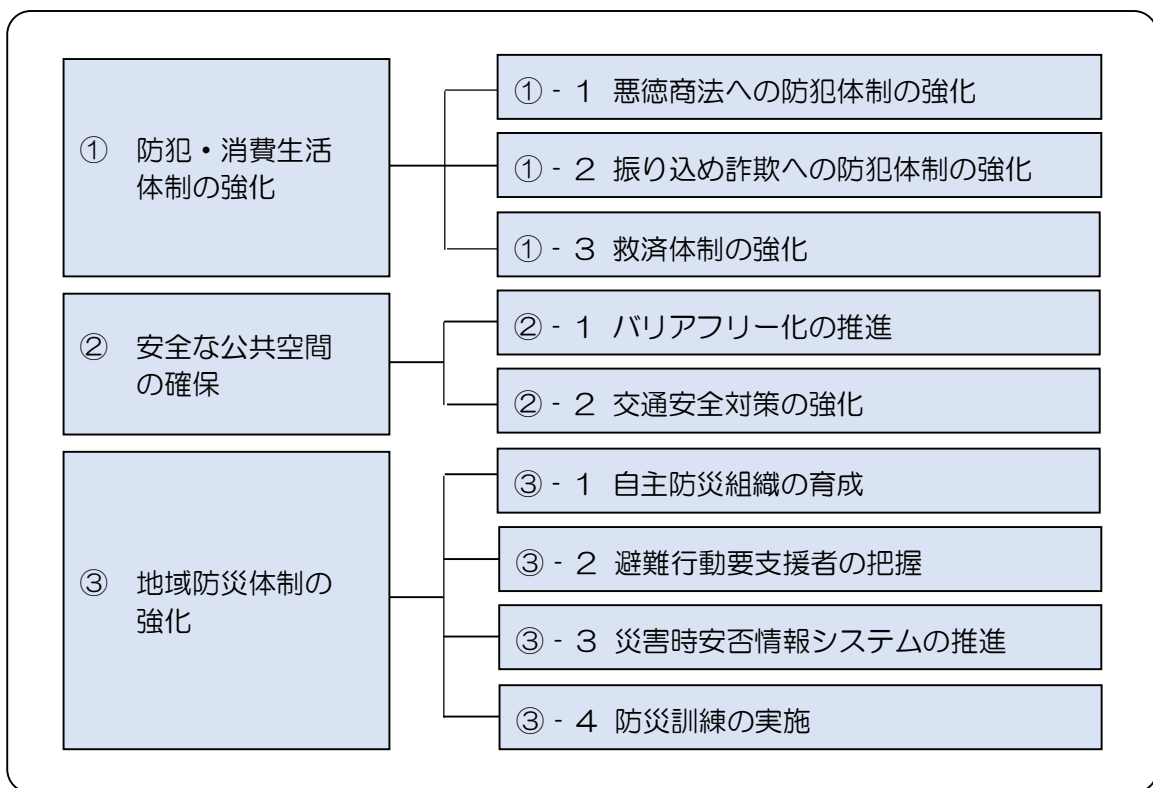 ① 防犯・消費生活
体制の強化
①‐１ 悪徳商法への防犯体制の強化
①‐２ 振り込め詐欺への防犯体制の強化
①‐３ 救済体制の強化
② 安全な公共空間
の確保
②‐１ バリアフリー化の推進
②‐２ 交通安全対策の強化
③ 地域防災体制の
強化
③‐１ 自主防災組織の育成
③‐２ 避難行動要支援者の把握
③‐３ 災害時安否情報システムの推進
③‐４ 防災訓練の実施